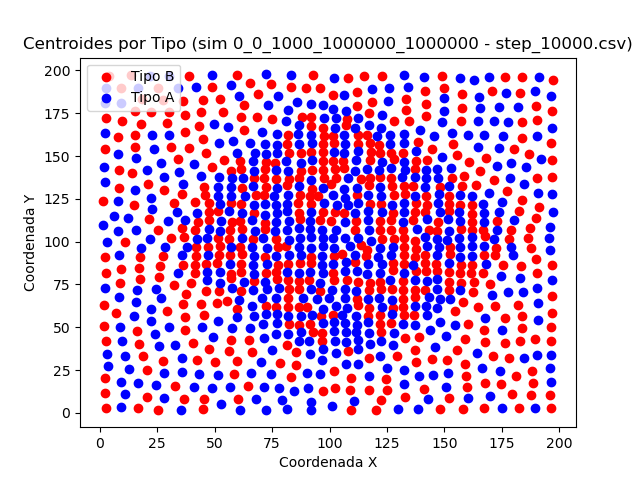 Centroides por Tipo (sim 0_0_1000_1000000_1000000 - step_10000.csv)
Tipo B
Tipo A
Coordenada Y
200
175
150
125
100
75
50
25
0
0 25 50 75 100 125 150 175 200
Coordenada X